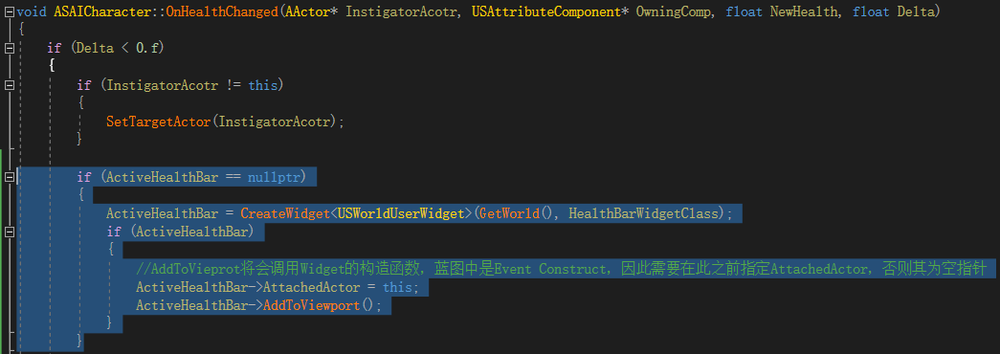 void ASAICharacter::OnHealthChanged(AActor* InstigatorAcotr, USAttributeComponent* OwningComp, float NewHealth, float Delta)
{
if (Delta < 0.f)
{
if (InstigatorAcotr != this)
{
SetTargetActor(InstigatorAcotr);
}
if (ActiveHealthBar == nullptr)
{
ActiveHealthBar = CreateWidget<USWorldUserWidget>(GetWorld(), HealthBarWidgetClass);
if (ActiveHealthBar)
{
//AddToVieprot将会调用Widget的构造函数，蓝图中是Event Construct，因此需要在此之前指定AttachedActor，否则其为空指针
ActiveHealthBar->AttachedActor = this;
ActiveHealthBar->AddToViewport();
}
}